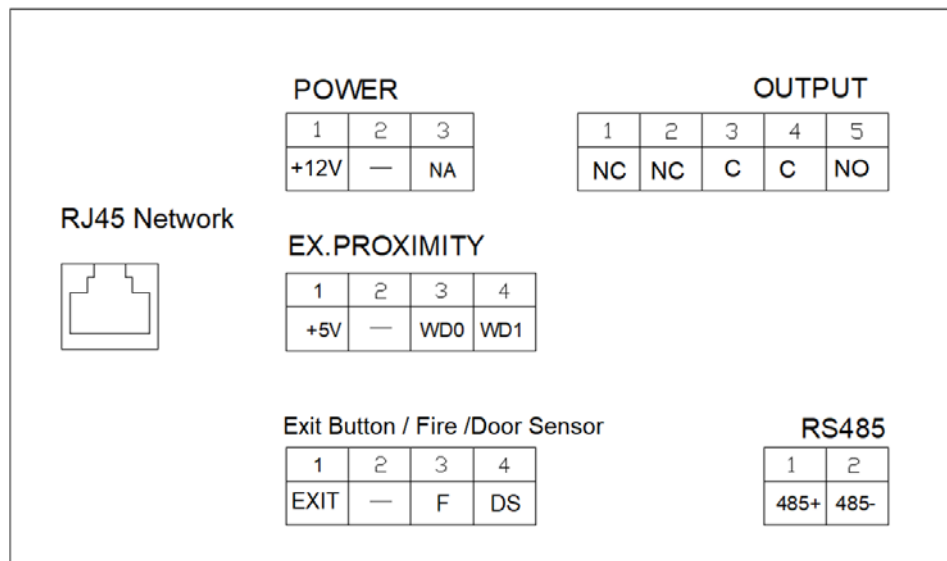 POWER
1 2 3
+12V — NA
OUTPUT
1 2 3 4 5
NC NC C C NO
RJ45 Network
EX.PROXIMITY
1 2 3 4
+5V — WD0 WD1
Exit Button / Fire /Door Sensor
1 2 3 4
EXIT — F DS
RS485
1 2
485+ 485-